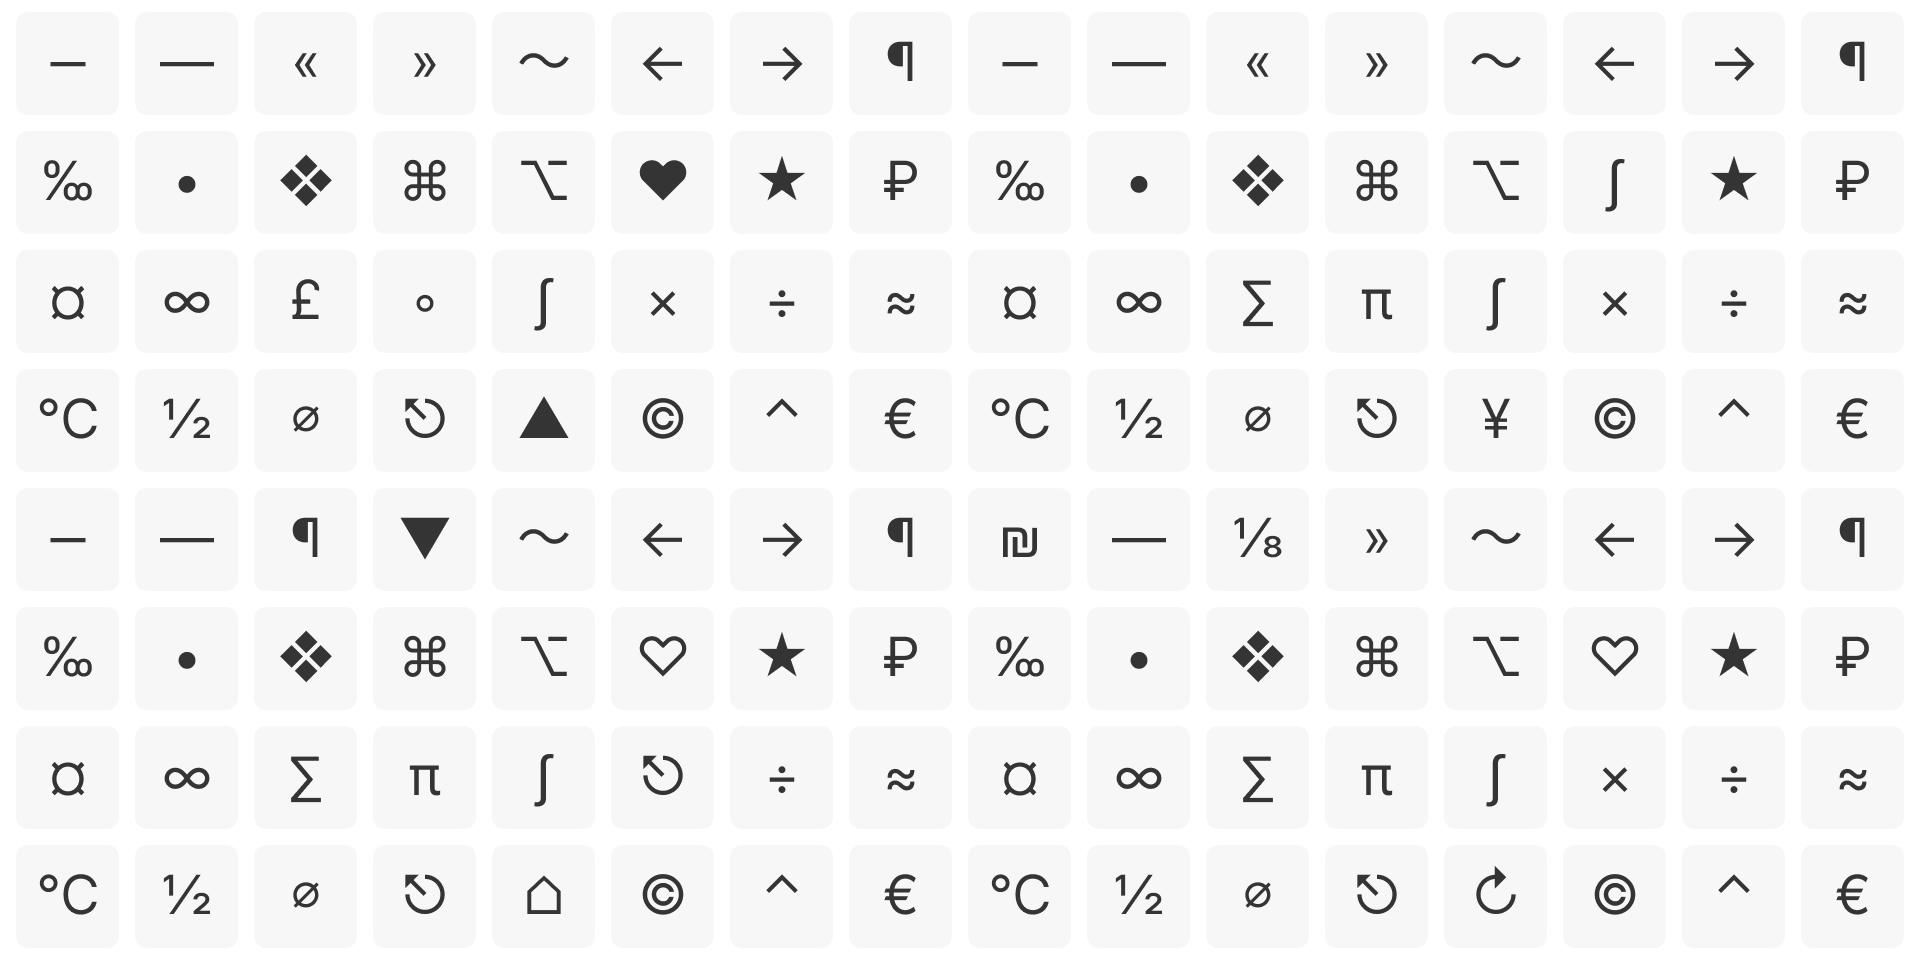 – — « » ～ ← → ¶ – — « » ～ ← → ¶
‰ • ❖ ⌘ ⌥ ♥ ★ ₽ ‰ • ❖ ⌘ ⌥ ∫ ★ ₽
¤ ∞ £ ◦ ∫ × ÷ ≈ ¤ ∞ ∑ π ∫ × ÷ ≈
°C ½ ⌀ ⎋ ▲ © ^ € °C ½ ⌀ ⎋ ¥ © ^ €
– — ¶ ▼ ～ ← → ¶ ₪ — ⅛ » ～ ← → ¶
‰ • ❖ ⌘ ⌥ ♡ ★ ₽ ‰ • ❖ ⌘ ⌥ ♡ ★ ₽
¤ ∞ ∑ π ∫ ⎋ ÷ ≈ ¤ ∞ ∑ π ∫ × ÷ ≈
°C ½ ⌀ ⎋ ⌂ © ^ € °C ½ ⌀ ⎋ ↻ © ^ €